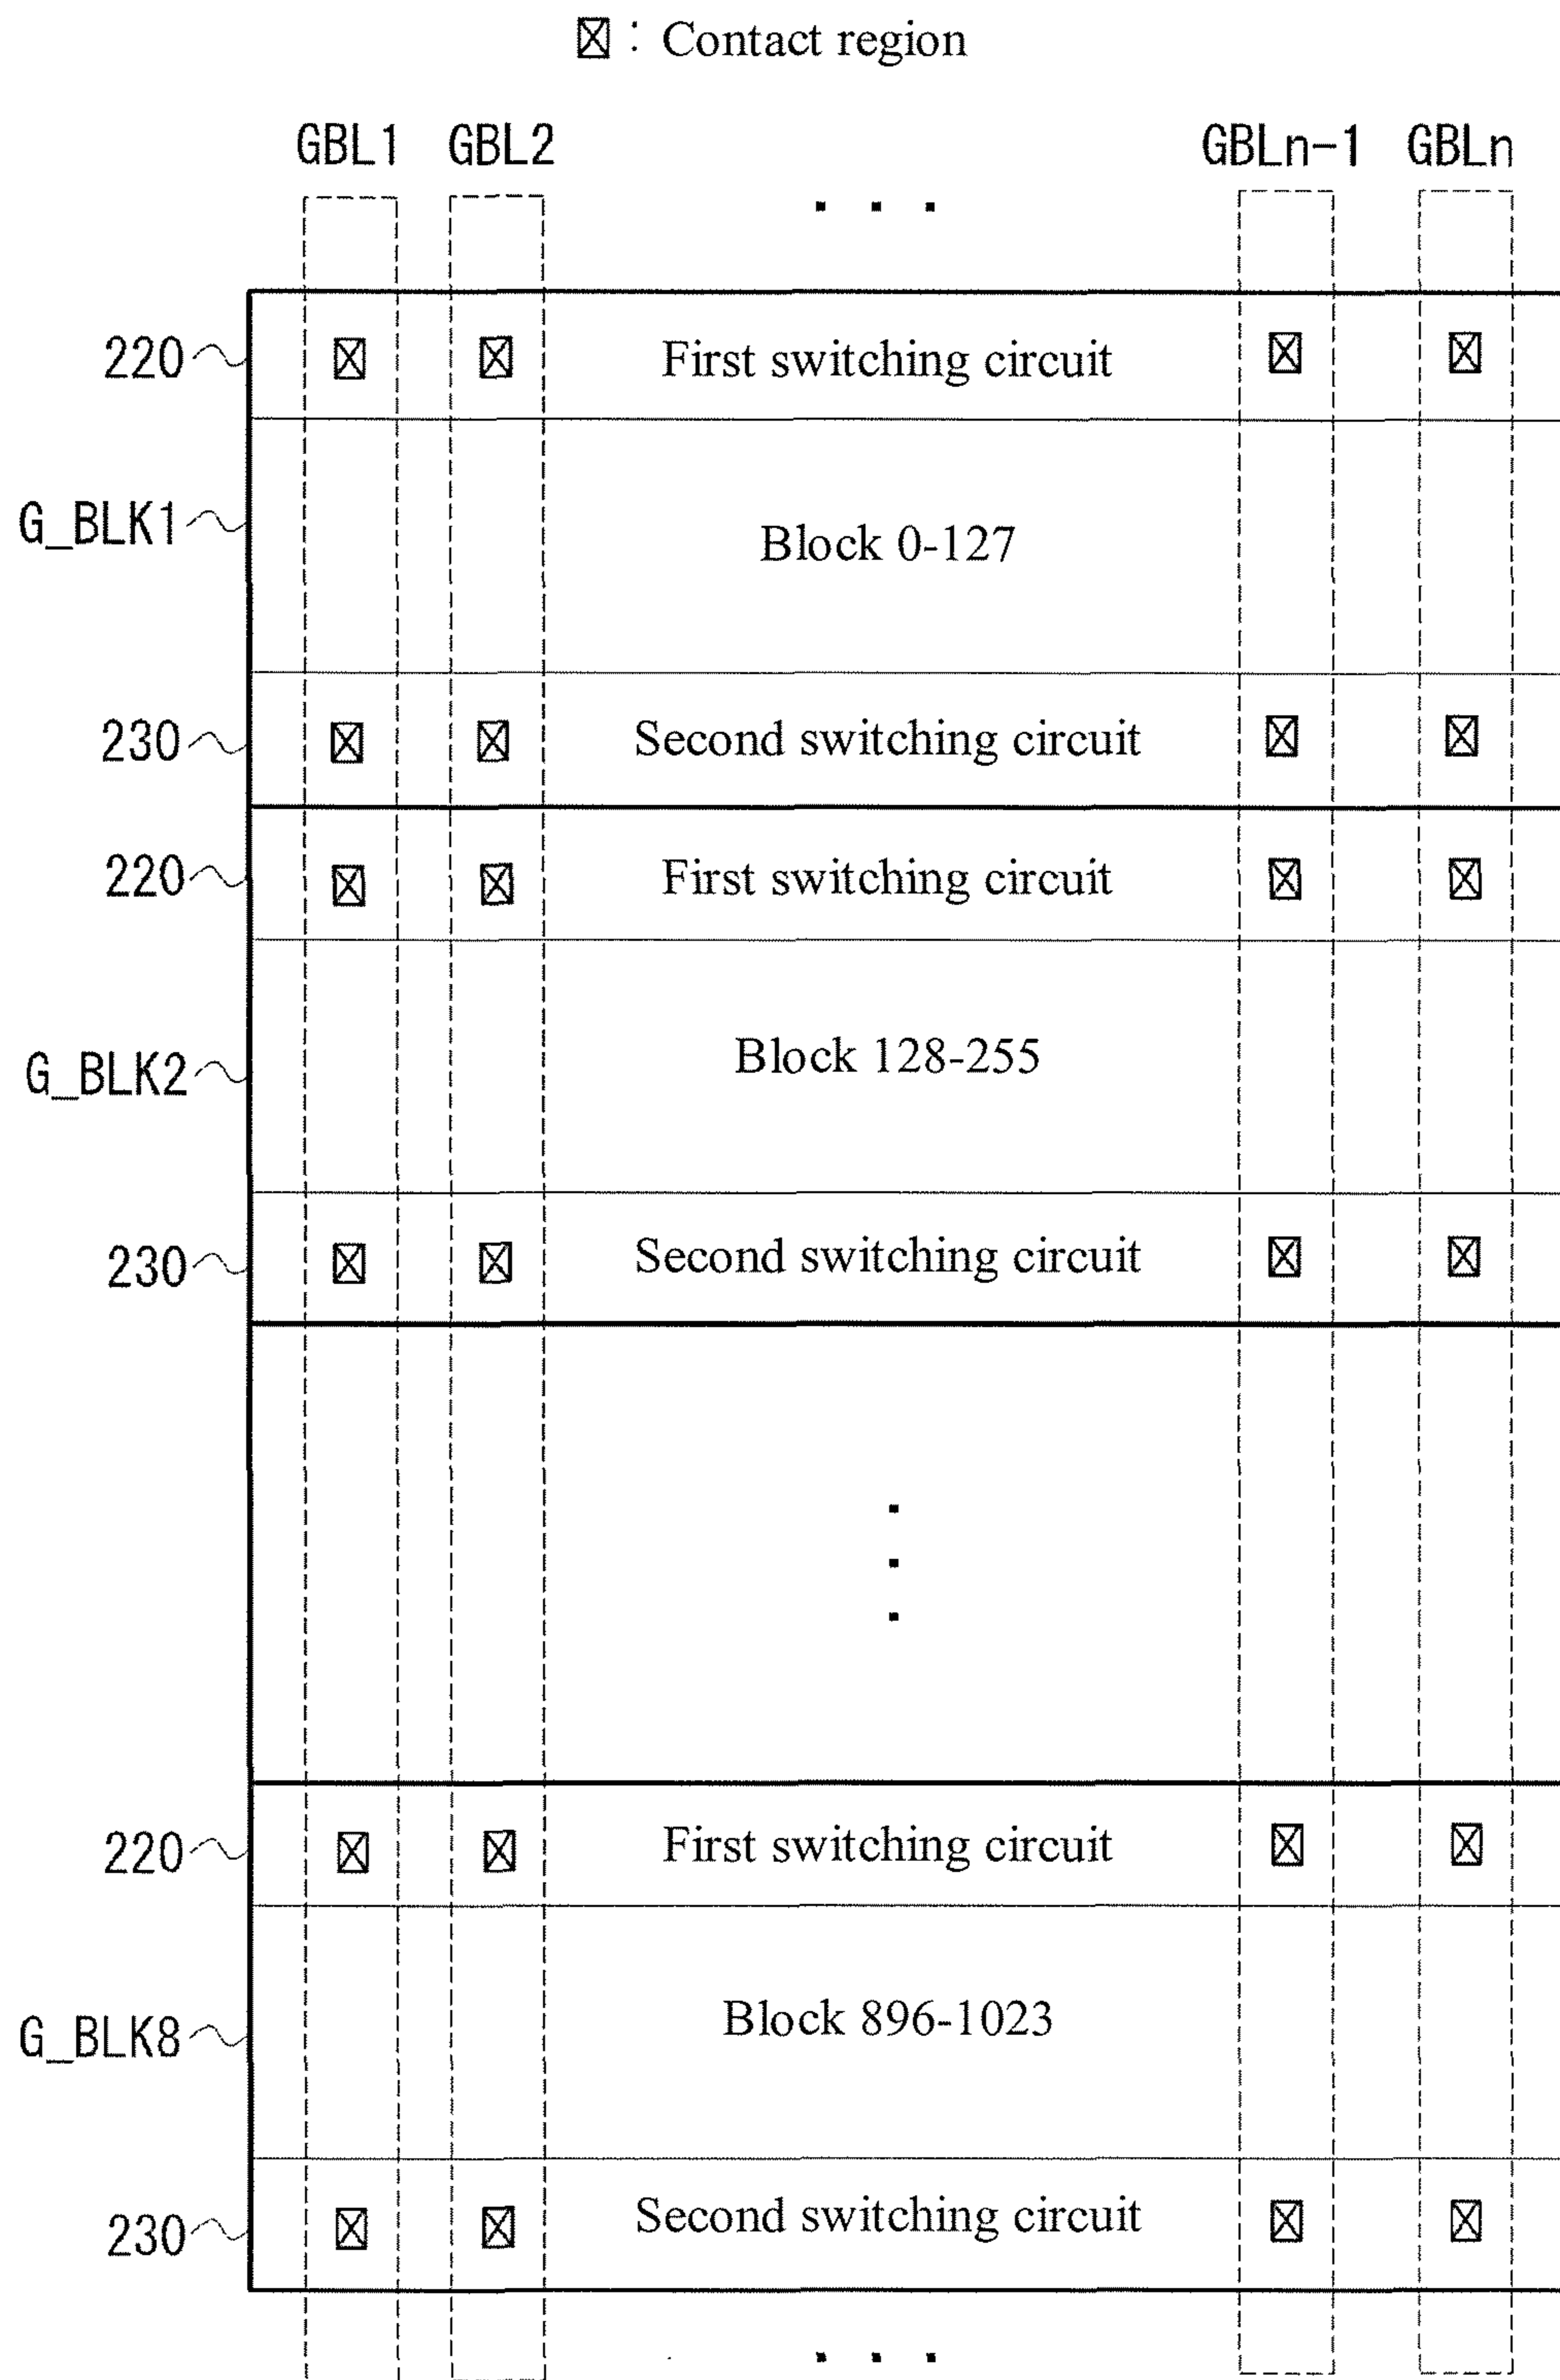 : Contact region
GBL1 GBL2 . . . GBLn-1 GBLn
220 First switching circuit
G_BLK1 Block 0-127
230 Second switching circuit
220 First switching circuit
G_BLK2 Block 128-255
230 Second switching circuit
220 First switching circuit
G_BLK8 Block 896-1023
230 Second switching circuit
. . .